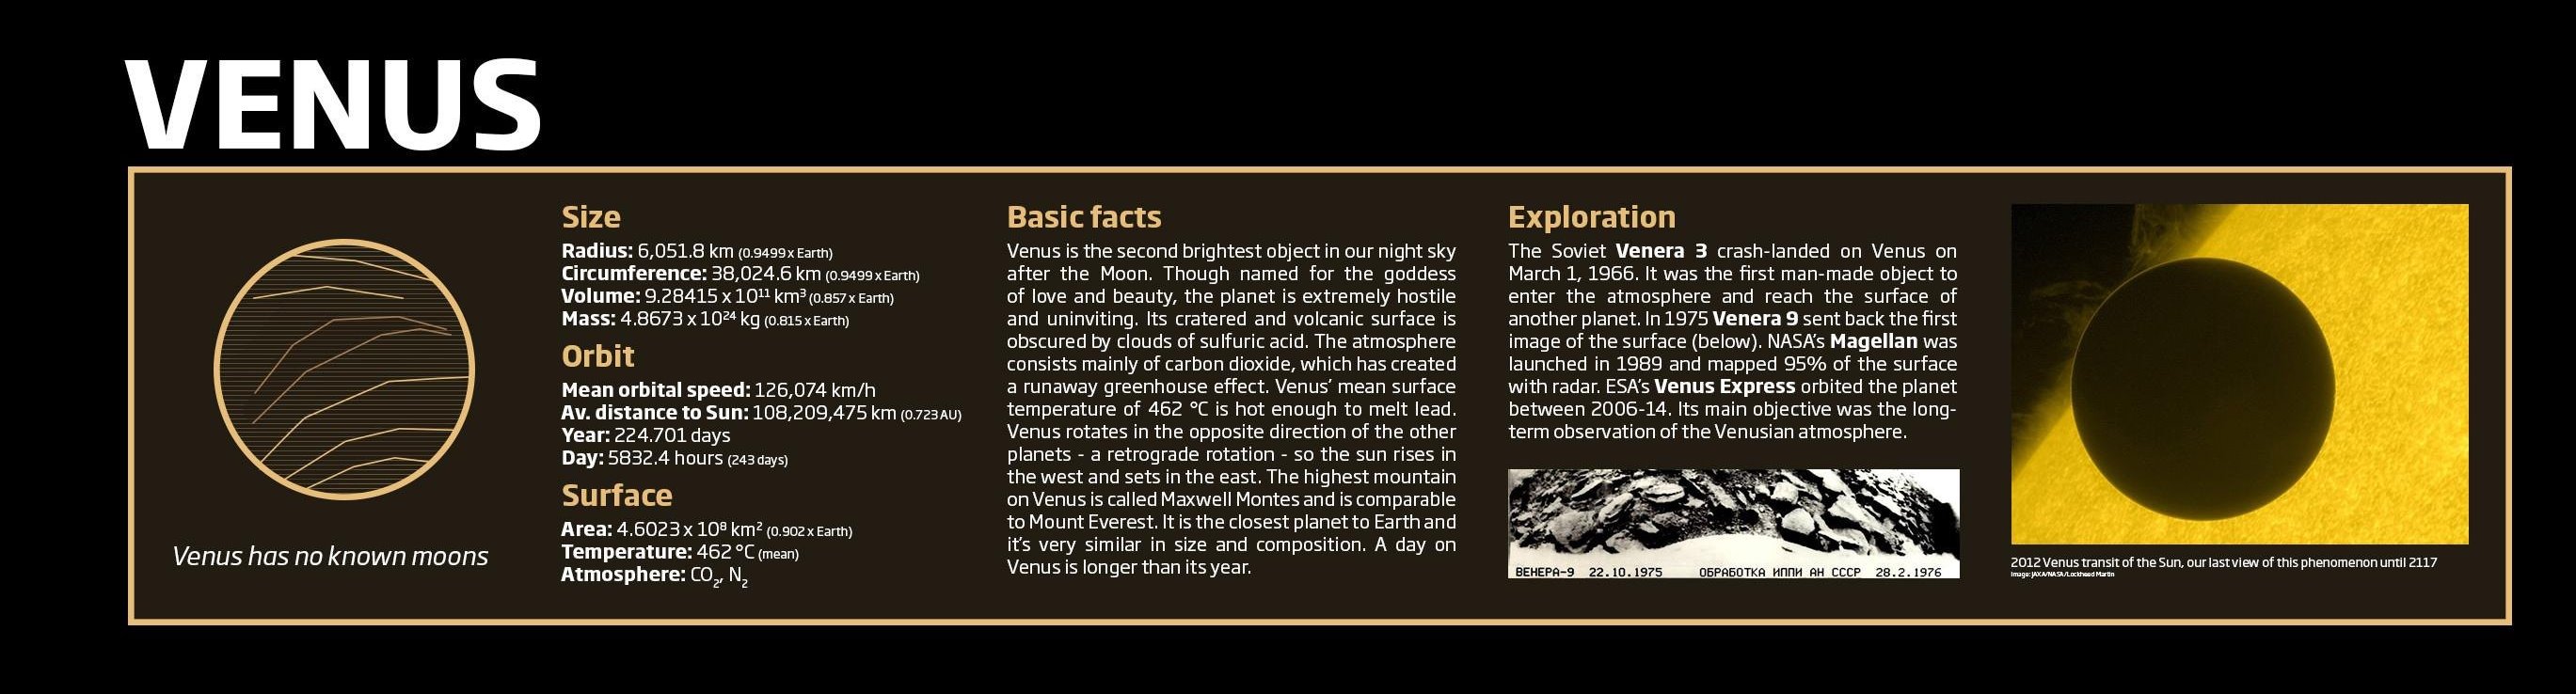 VENUS
Venus has no known moons
Size
Radius: 6,051.8 km (0.9499 x Earth)
Circumference: 38,024.6 km (0.9499 x Earth)
Volume: 9.28415 x 10¹¹ km³ (0.857 x Earth)
Mass: 4.8673 x 10²⁴ kg (0.815 x Earth)
Orbit
Mean orbital speed: 126,074 km/h
Av. distance to Sun: 108,209,475 km (0.723 AU)
Year: 224.701 days
Day: 5832.4 hours (243 days)
Surface
Area: 4.6023 x 10⁸ km² (0.902 x Earth)
Temperature: 462 °C (mean)
Atmosphere: CO₂, N₂
Basic facts
Venus is the second brightest object in our night sky
after the Moon. Though named for the goddess
of love and beauty, the planet is extremely hostile
and uninviting. Its cratered and volcanic surface is
obscured by clouds of sulfuric acid. The atmosphere
consists mainly of carbon dioxide, which has created
a runaway greenhouse effect. Venus’ mean surface
temperature of 462 °C is hot enough to melt lead.
Venus rotates in the opposite direction of the other
planets - a retrograde rotation - so the sun rises in
the west and sets in the east. The highest mountain
on Venus is called Maxwell Montes and is comparable
to Mount Everest. It is the closest planet to Earth and
it’s very similar in size and composition. A day on
Venus is longer than its year.
Exploration
The Soviet Venera 3 crash-landed on Venus on
March 1, 1966. It was the first man-made object to
enter the atmosphere and reach the surface of
another planet. In 1975 Venera 9 sent back the first
image of the surface (below). NASA’s Magellan was
launched in 1989 and mapped 95% of the surface
with radar. ESA’s Venus Express orbited the planet
between 2006-14. Its main objective was the long-
term observation of the Venusian atmosphere.
ВЕНЕРА-9 22.10.1975 ОБРАБОТКА ИППИ АН СССР 28.2.1976
2012 Venus transit of the Sun, our last view of this phenomenon until 2117
Image: JAXA/NASA/Lockheed Martin